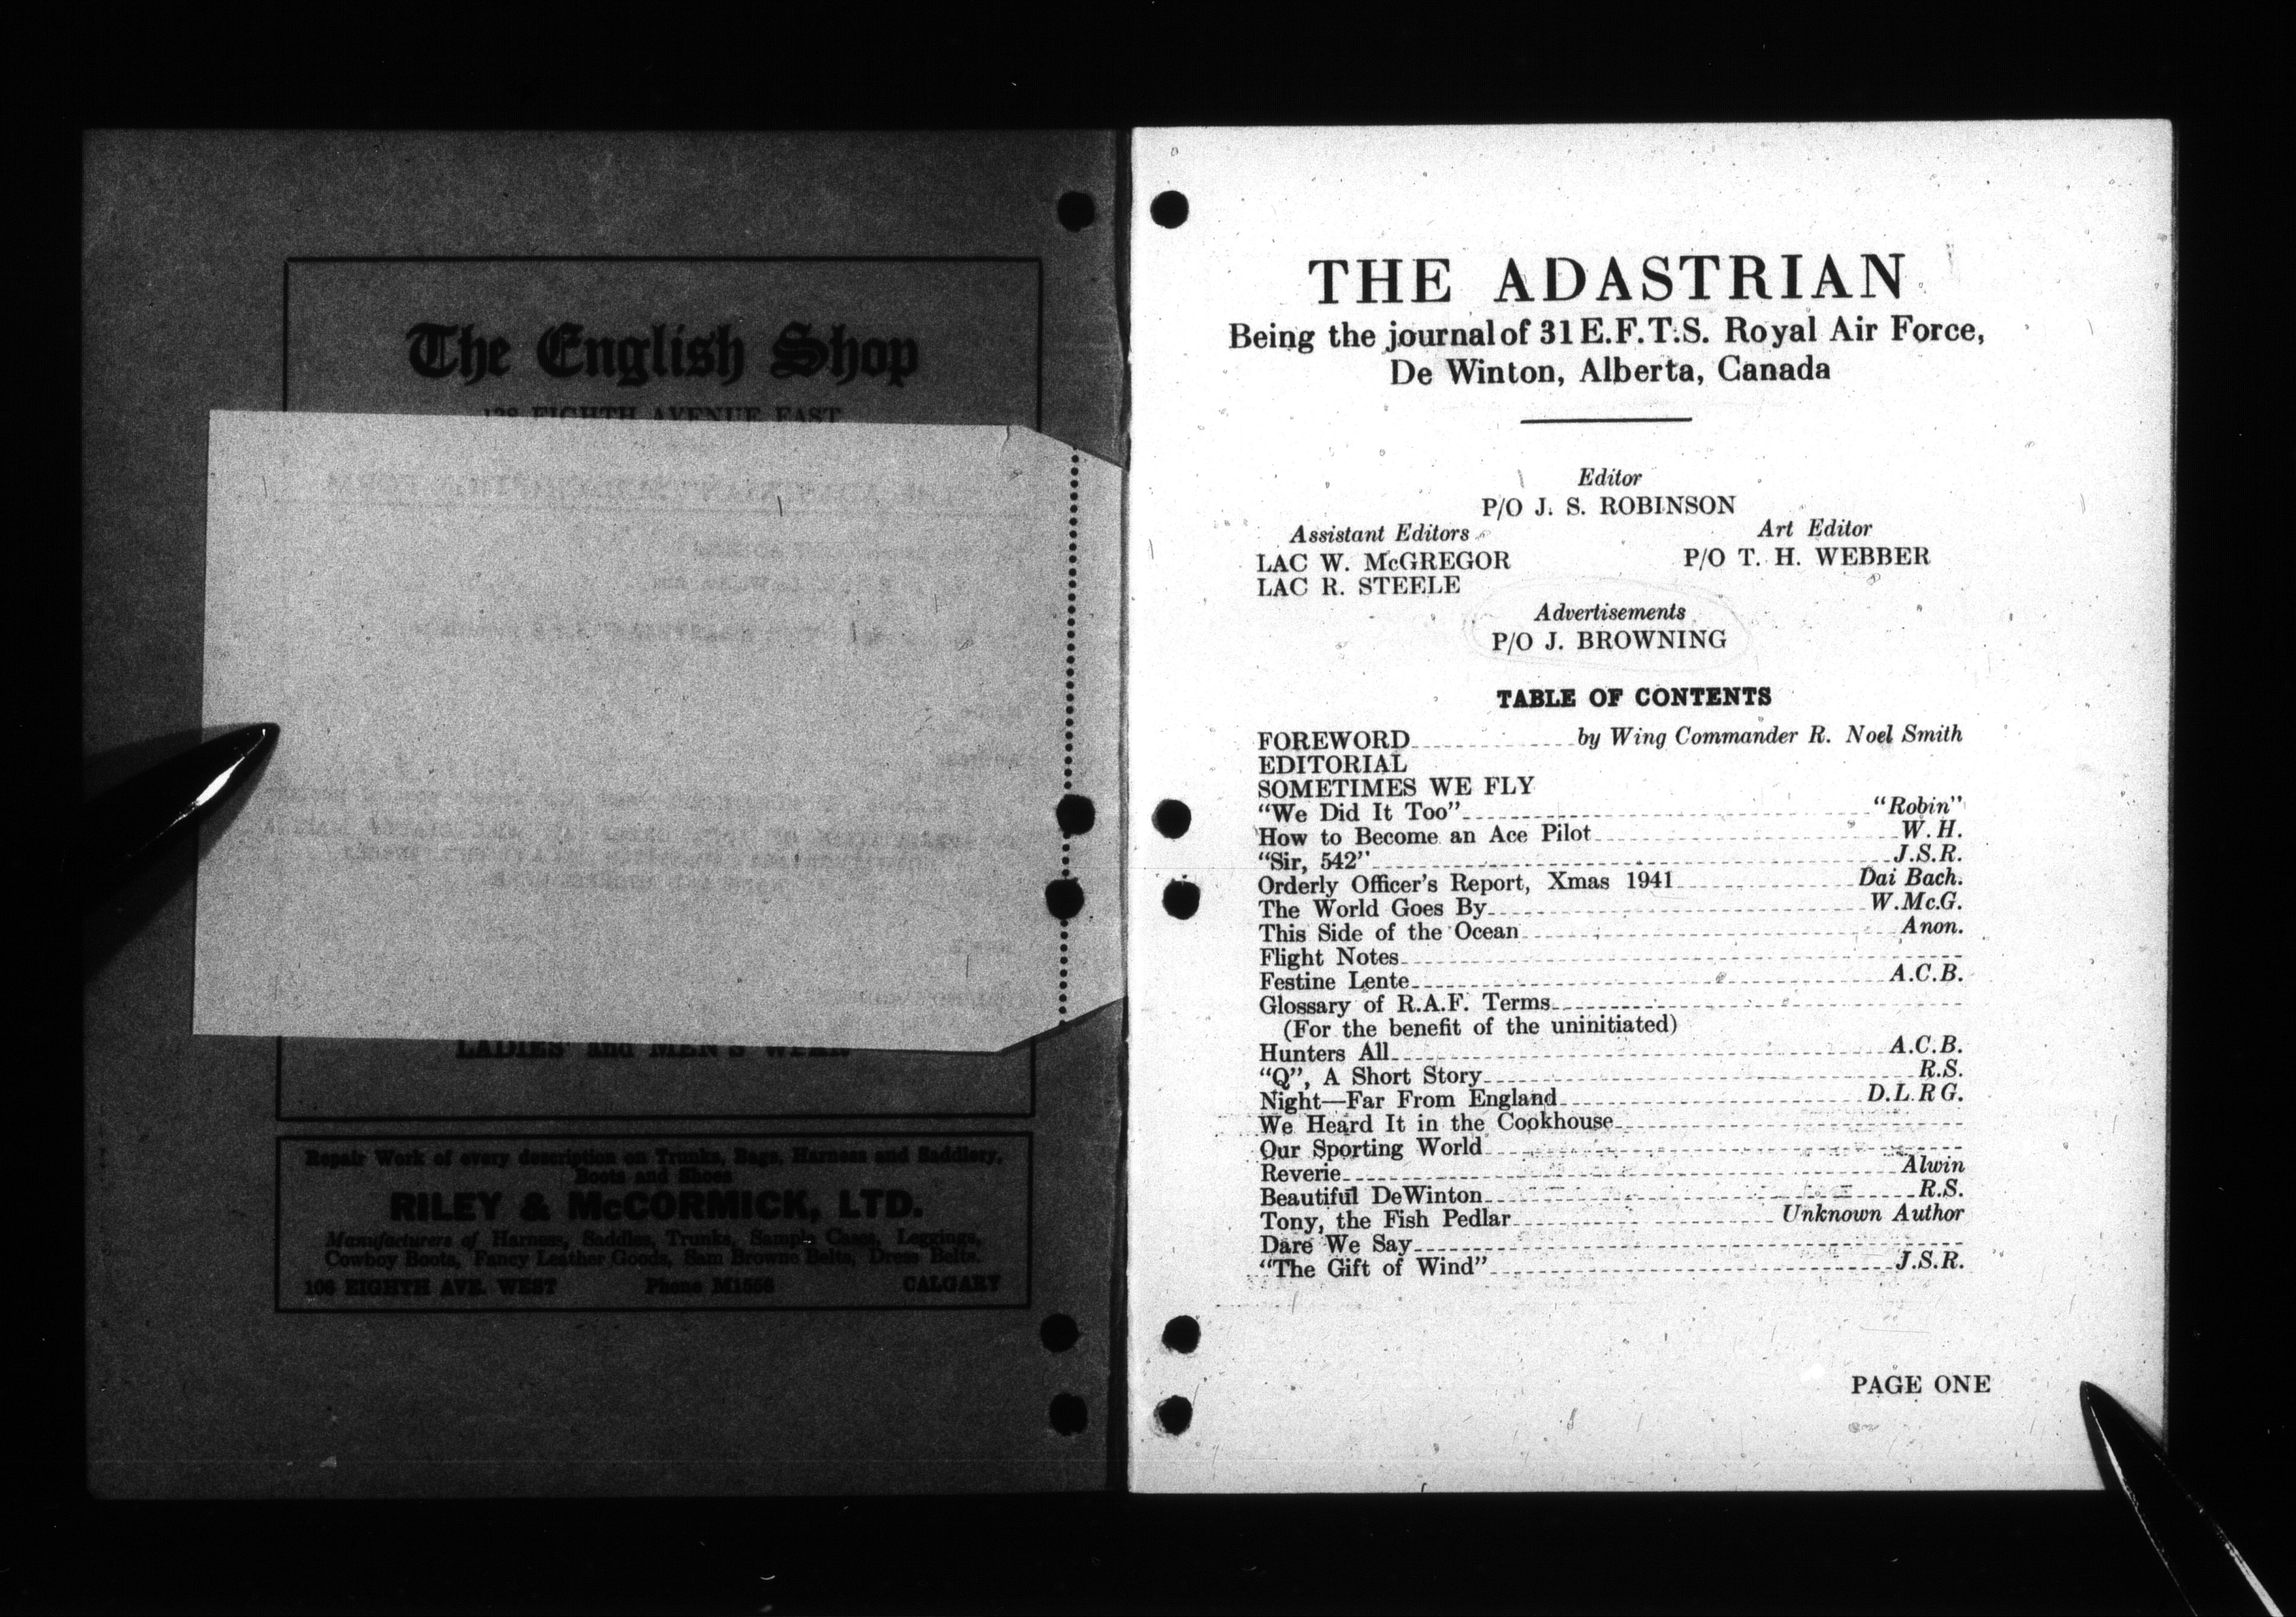 The English Shop
EIGHTH AVENUE EAST
LADIES' and MEN'S WEAR
Repair Work of every description on Trunks, Bags, Harness and Saddlery,
Boots and Shoes
RILEY & McCORMICK, LTD.
Manufacturers of Harness, Saddles, Trunks, Sample Cases, Leggings,
Cowboy Boots, Fancy Leather Goods, Sam Browne Belts, Dress Belts.
106 EIGHTH AVE. WEST Phone M1556 CALGARY
THE ADASTRIAN
Being the journal of 31 E.F.T.S. Royal Air Force,
De Winton, Alberta, Canada
Editor
P/O J. S. ROBINSON
Assistant Editors Art Editor
LAC W. McGREGOR P/O T. H. WEBBER
LAC R. STEELE
Advertisements
P/O J. BROWNING
TABLE OF CONTENTS
FOREWORD by Wing Commander R. Noel Smith
EDITORIAL
SOMETIMES WE FLY
"We Did It Too" "Robin"
How to Become an Ace Pilot W.H.
"Sir, 542" J.S.R.
Orderly Officer's Report, Xmas 1941 Dai Bach.
The World Goes By W.McG.
This Side of the Ocean Anon.
Flight Notes
Festine Lente A.C.B.
Glossary of R.A.F. Terms
(For the benefit of the uninitiated)
Hunters All A.C.B.
"Q", A Short Story R.S.
Night—Far From England D.L.R G.
We Heard It in the Cookhouse
Our Sporting World
Reverie Alwin
Beautiful DeWinton R.S.
Tony, the Fish Pedlar Unknown Author
Dare We Say
"The Gift of Wind" J.S.R.
PAGE ONE